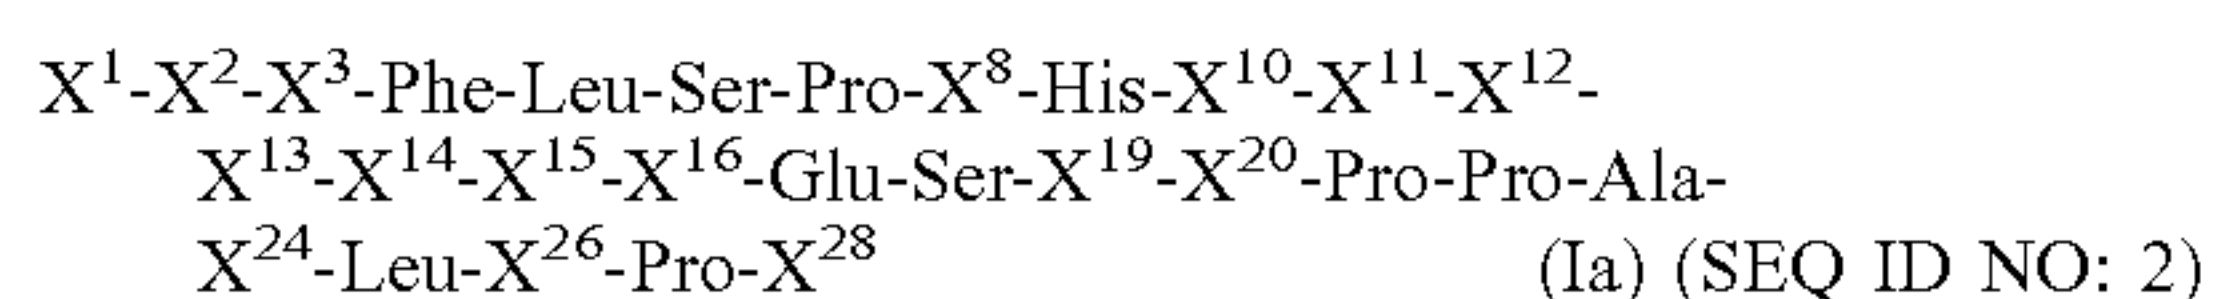 X¹-X²-X³-Phe-Leu-Ser-Pro-X⁸-His-X¹⁰-X¹¹-X¹²-
X¹³-X¹⁴-X¹⁵-X¹⁶-Glu-Ser-X¹⁹-X²⁰-Pro-Pro-Ala-
X²⁴-Leu-X²⁶-Pro-X²⁸ (Ia) (SEQ ID NO: 2)